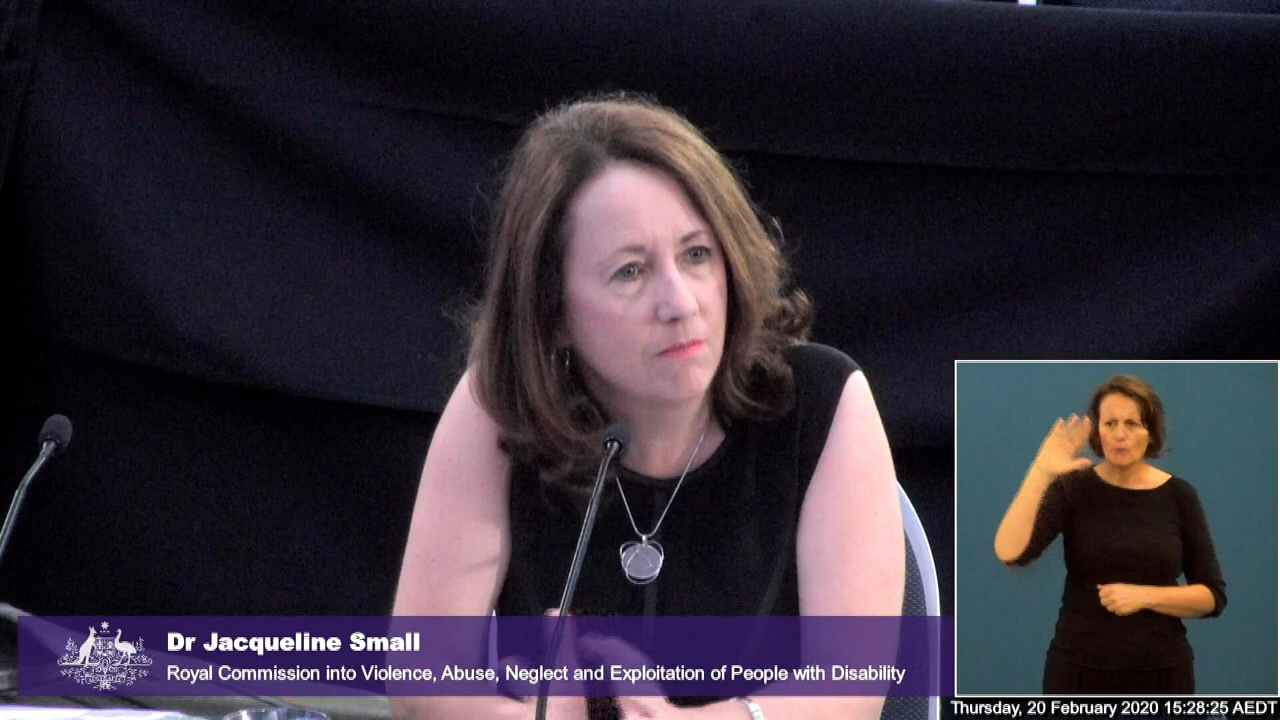 Dr Jacqueline Small
Royal Commission into Violence, Abuse, Neglect and Exploitation of People with Disability
Thursday, 20 February 2020 15:28:25 AEDT